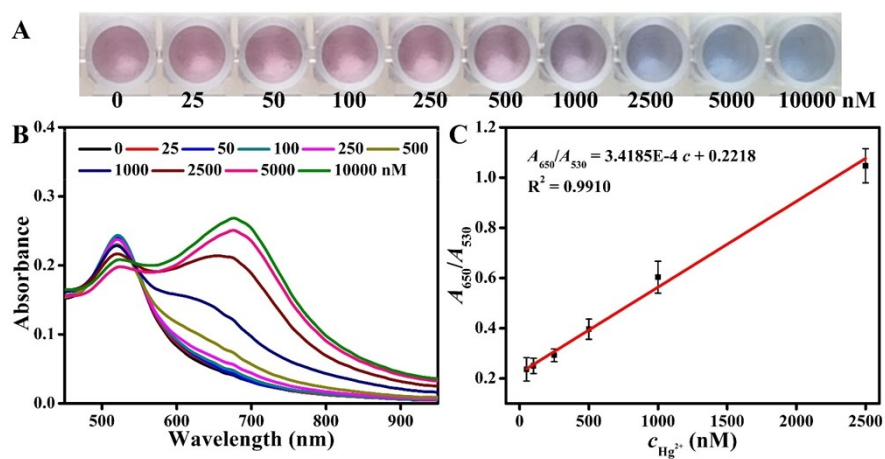 A
0 25 50 100 250 500 1000 2500 5000 10000 nM
B
0.4
0 25 50 100 250 500
1000 2500 5000 10000 nM
0.3
0.2
0.1
0.0
Absorbance
500 600 700 800 900
Wavelength (nm)
C
1.2
A650/A530 = 3.4185E-4 c + 0.2218
R² = 0.9910
1.0
0.8
0.6
0.4
0.2
A650/A530
0 500 1000 1500 2000 2500
cHg²⁺ (nM)